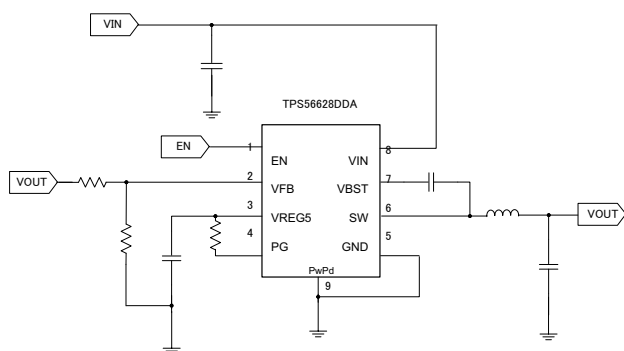 VIN
TPS56628DDA
EN
1
EN
VIN
8
VOUT
2
VFB
VBST
7
3
VREG5
SW
6
VOUT
4
PG
GND
5
PwPd
9